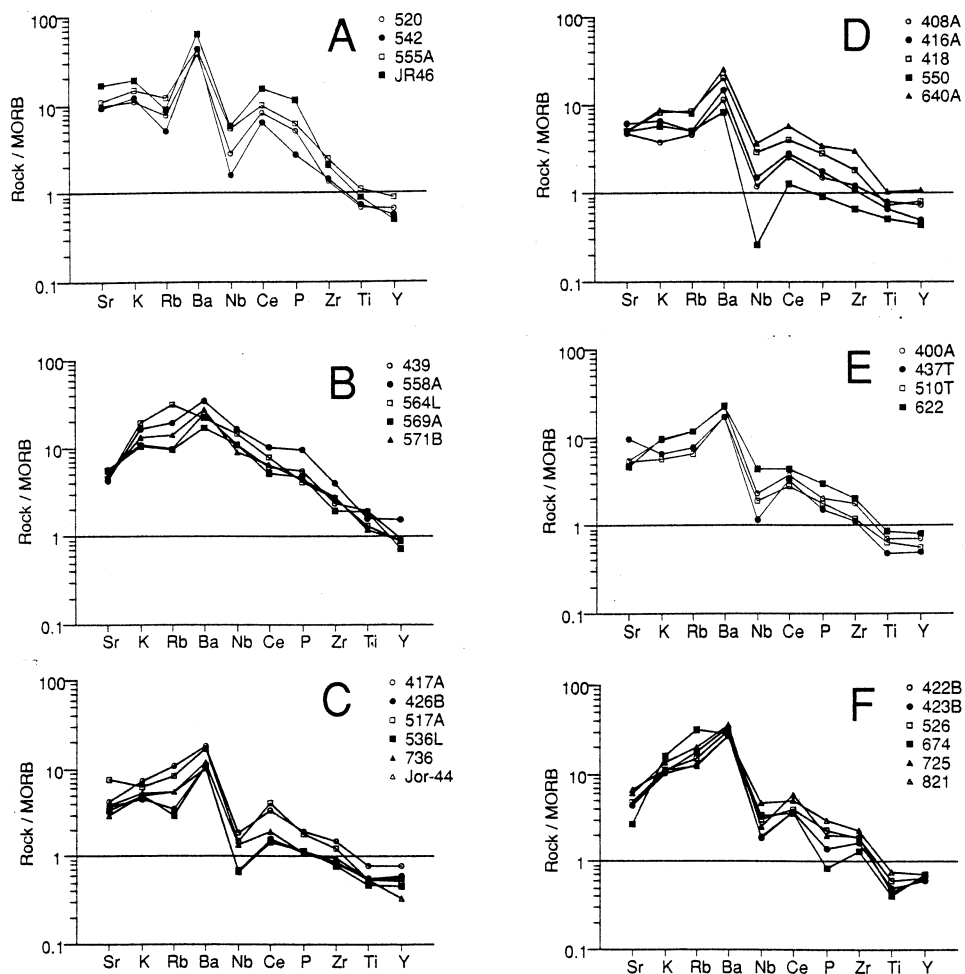 A
520
542
555A
JR46
100
10
1
0.1
Rock / MORB
Sr K Rb Ba Nb Ce P Zr Ti Y
D
408A
416A
418
550
640A
100
10
1
0.1
Rock / MORB
Sr K Rb Ba Nb Ce P Zr Ti Y
B
439
558A
564L
569A
571B
100
10
1
0.1
Rock / MORB
Sr K Rb Ba Nb Ce P Zr Ti Y
E
400A
437T
510T
622
100
10
1
0.1
Rock / MORB
Sr K Rb Ba Nb Ce P Zr Ti Y
C
417A
426B
517A
536L
736
Jor-44
100
10
1
0.1
Rock / MORB
Sr K Rb Ba Nb Ce P Zr Ti Y
F
422B
423B
526
674
725
821
100
10
1
0.1
Rock / MORB
Sr K Rb Ba Nb Ce P Zr Ti Y